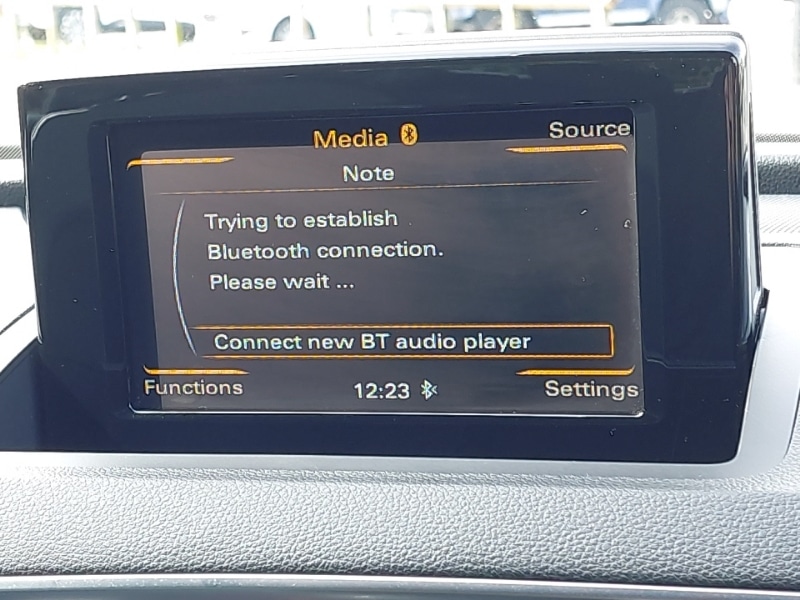 Media
Source
Note
Trying to establish
Bluetooth connection.
Please wait ...
Connect new BT audio player
Functions
12:23
Settings